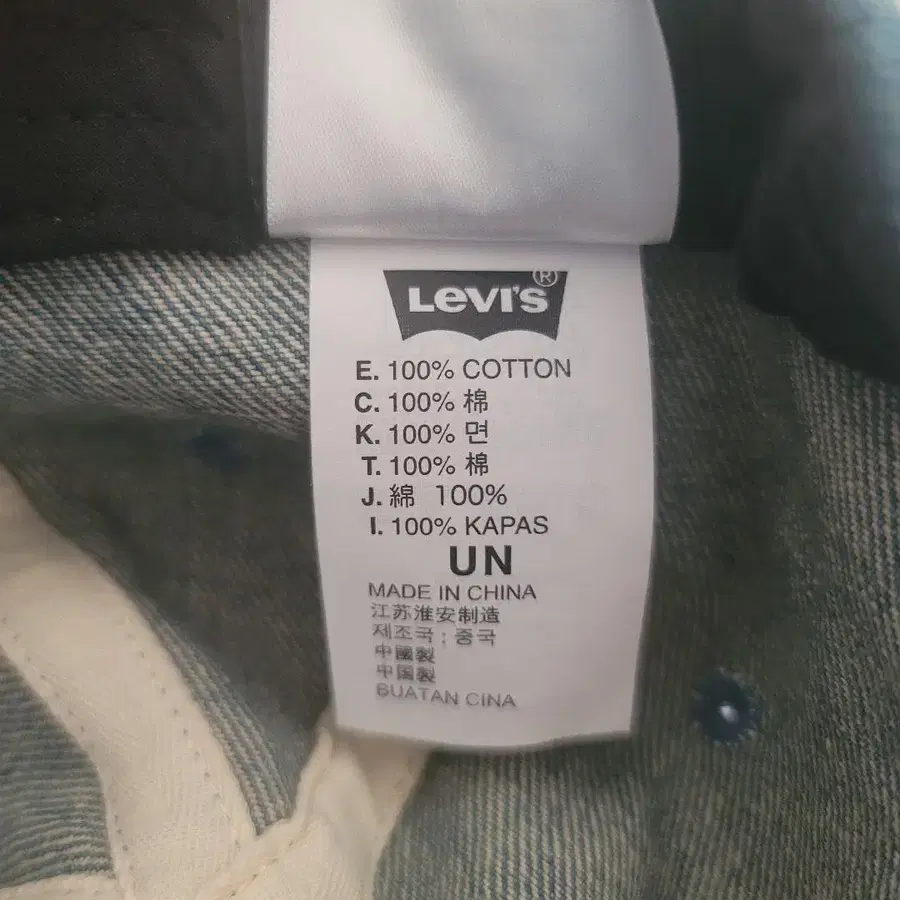 LEVI'S®
E. 100% COTTON
C. 100% 棉
K. 100% 면
T. 100% 棉
J. 綿 100%
I. 100% KAPAS
UN
MADE IN CHINA
江苏淮安制造
제조국 : 중국
中國製
中国製
BUATAN CINA